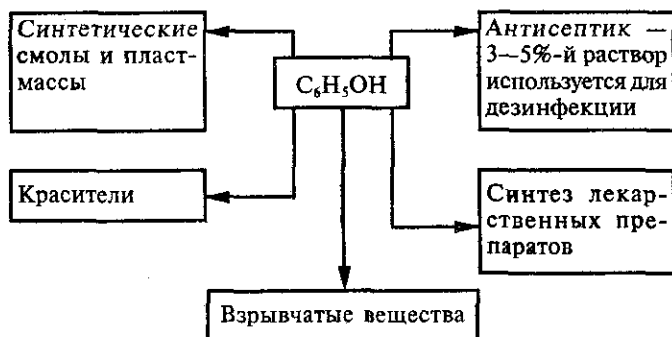 Синтетические
смолы и пласт-
массы
C₆H₅OH
Антисептик —
3—5%-й раствор
используется для
дезинфекции
Красители
Синтез лекар-
ственных пре-
паратов
Взрывчатые вещества